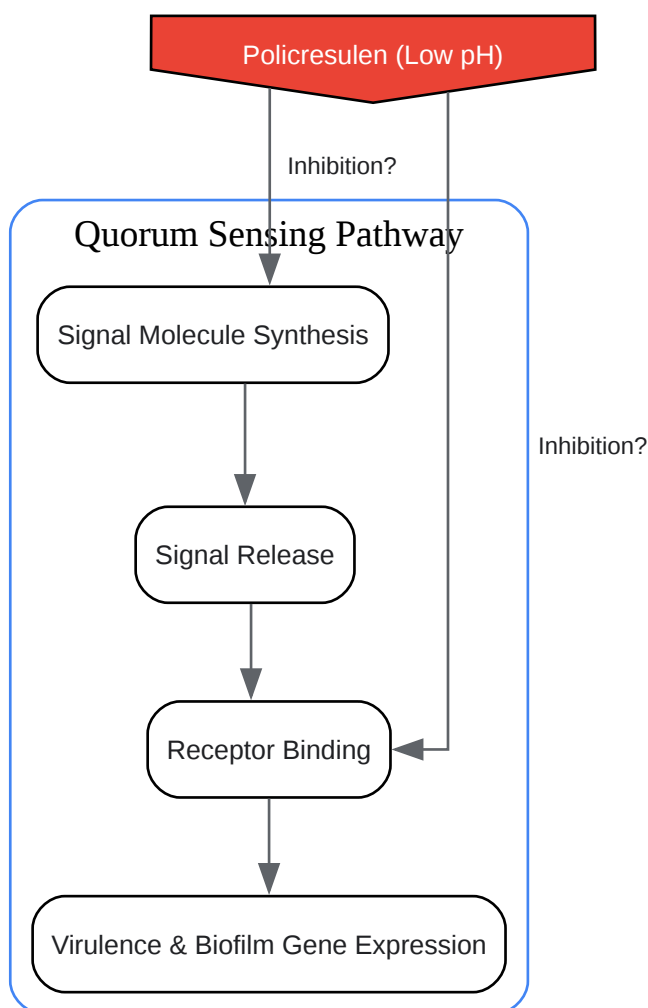 Policresulen (Low pH)
Inhibition?
Quorum Sensing Pathway
Signal Molecule Synthesis
Inhibition?
Signal Release
Receptor Binding
Virulence & Biofilm Gene Expression